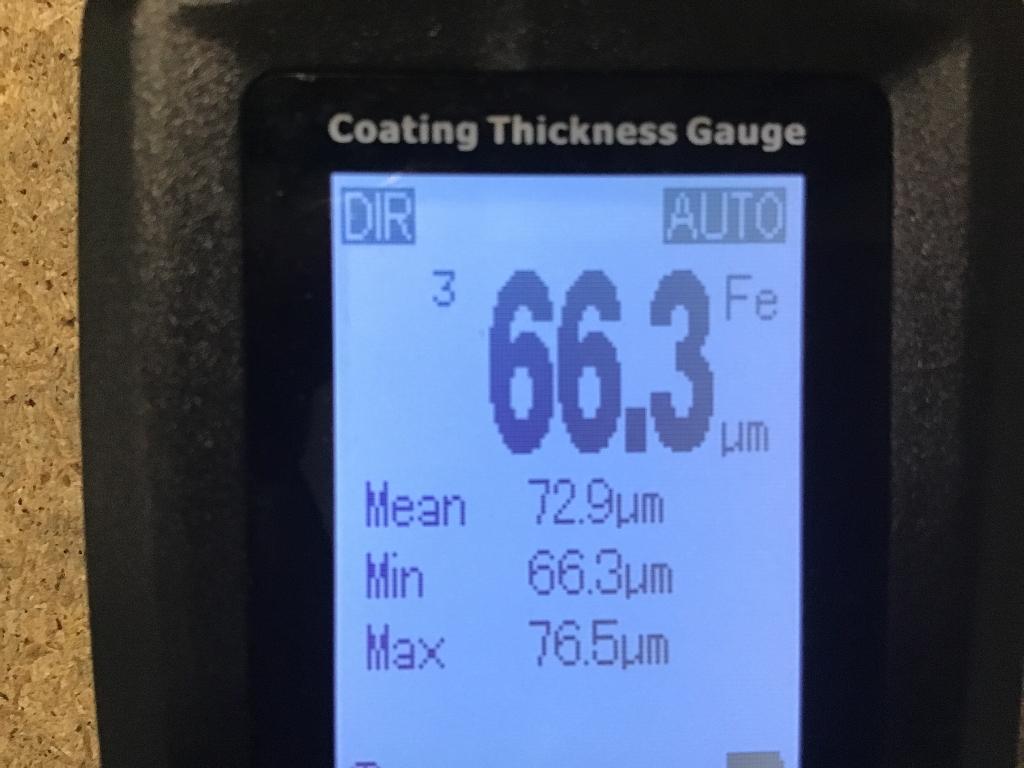 Coating Thickness Gauge
DIR AUTO
3 66.3 Fe
µm
Mean 72.9µm
Min 66.3µm
Max 76.5µm